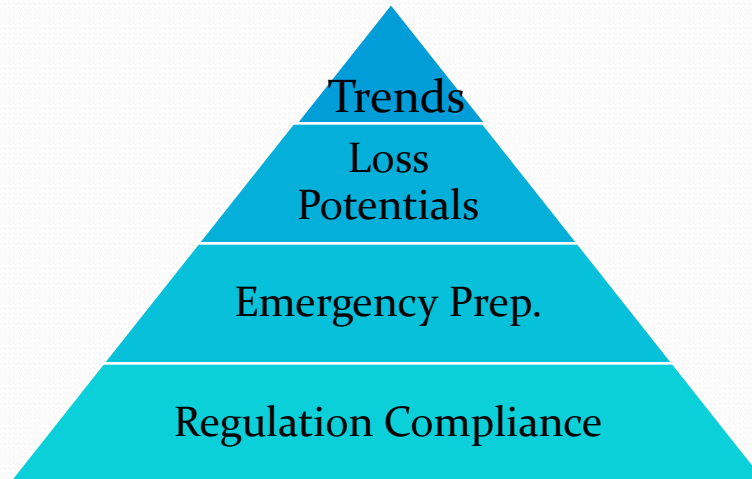 Trends
Loss
Potentials
Emergency Prep.
Regulation Compliance